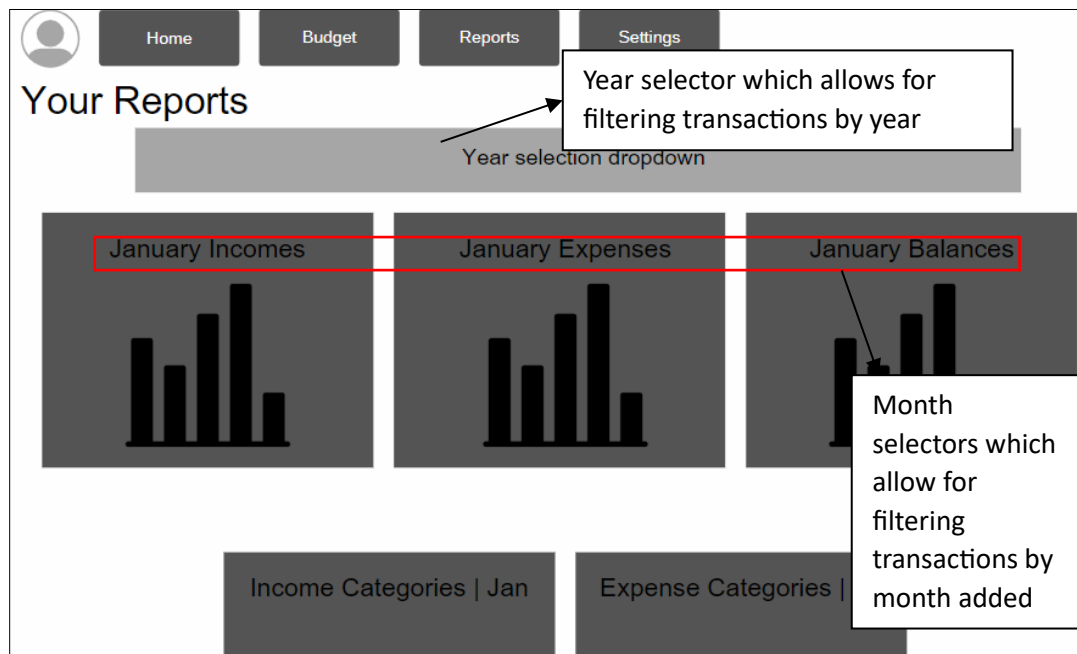 Home
Budget
Reports
Settings
Year selector which allows for
filtering transactions by year
Your Reports
Year selection dropdown
January Incomes
January Expenses
January Balances
Month
selectors which
allow for
filtering
transactions by
month added
Income Categories | Jan
Expense Categories |